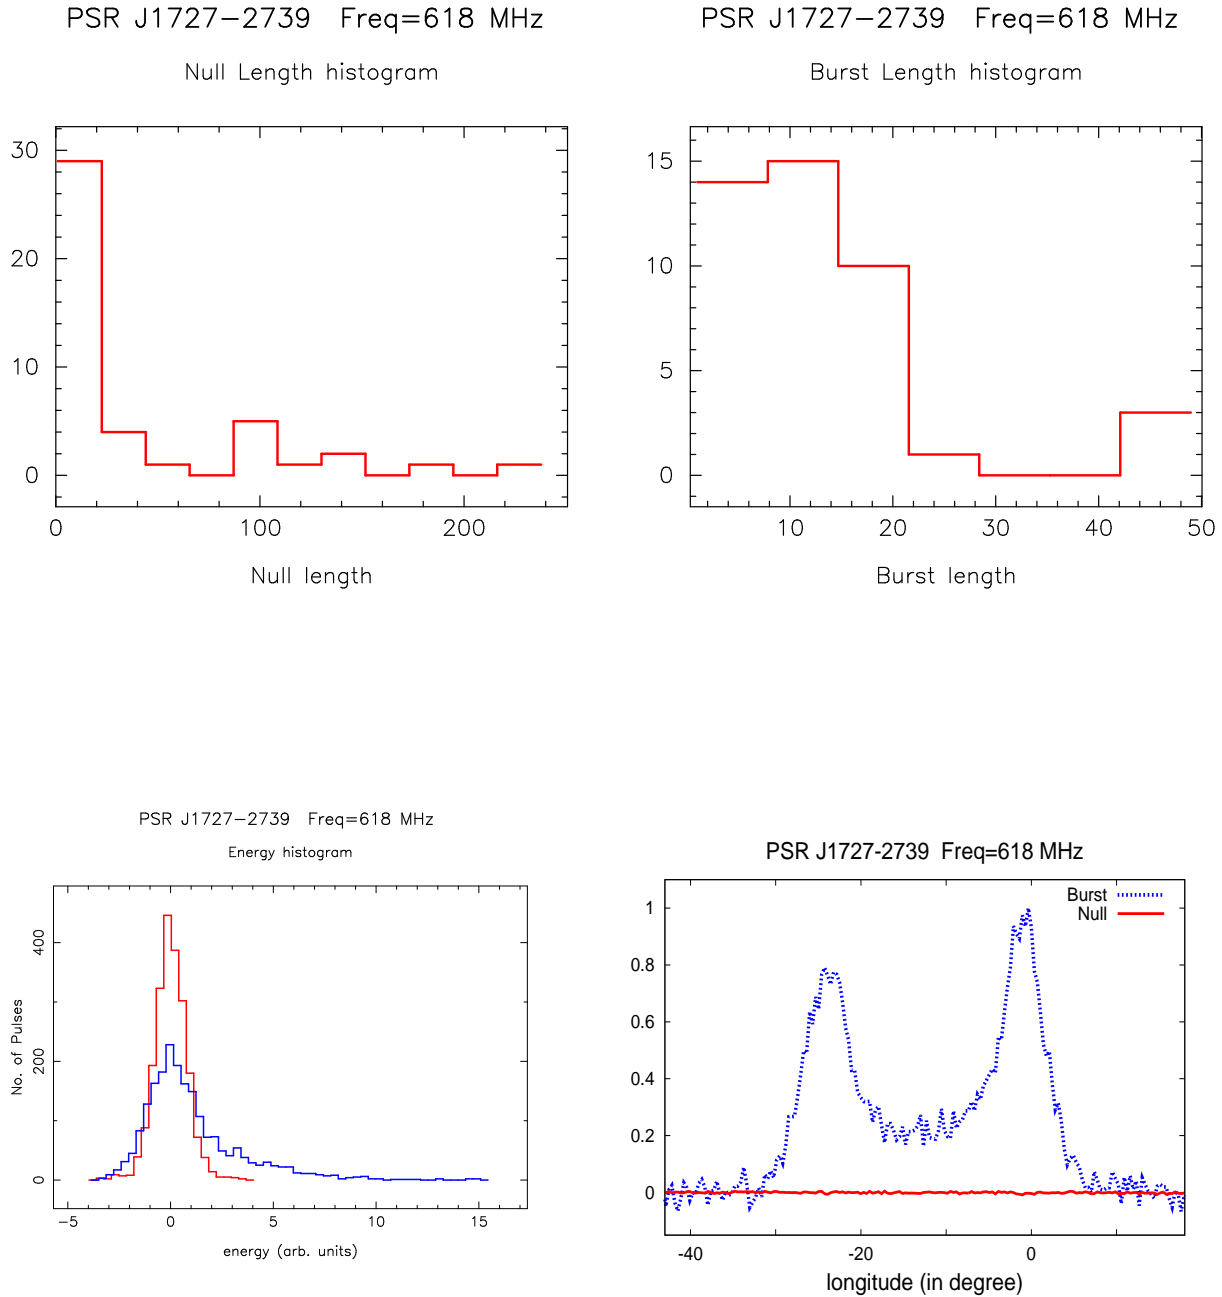 PSR J1727−2739 Freq=618 MHz
Null Length histogram
30
20
10
0
0 100 200
Null length
PSR J1727−2739 Freq=618 MHz
Burst Length histogram
15
10
5
0
10 20 30 40 50
Burst length
PSR J1727−2739 Freq=618 MHz
Energy histogram
No. of Pulses
400
200
0
−5 0 5 10 15
energy (arb. units)
PSR J1727-2739 Freq=618 MHz
Burst
Null
1
0.8
0.6
0.4
0.2
0
-40 -20 0
longitude (in degree)